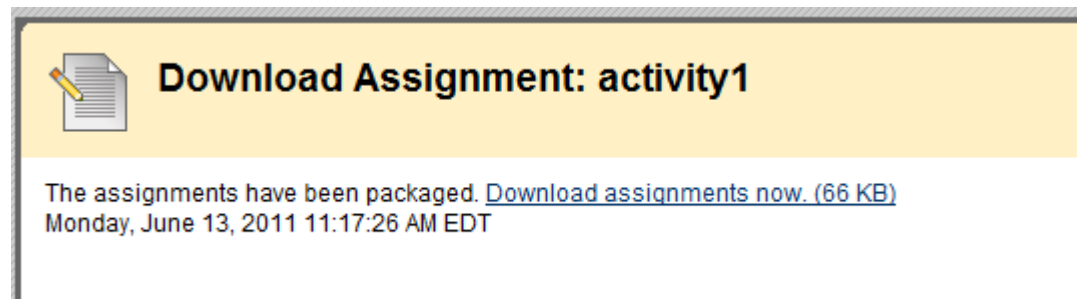 Download Assignment: activity1
The assignments have been packaged. Download assignments now. (66 KB)
Monday, June 13, 2011 11:17:26 AM EDT